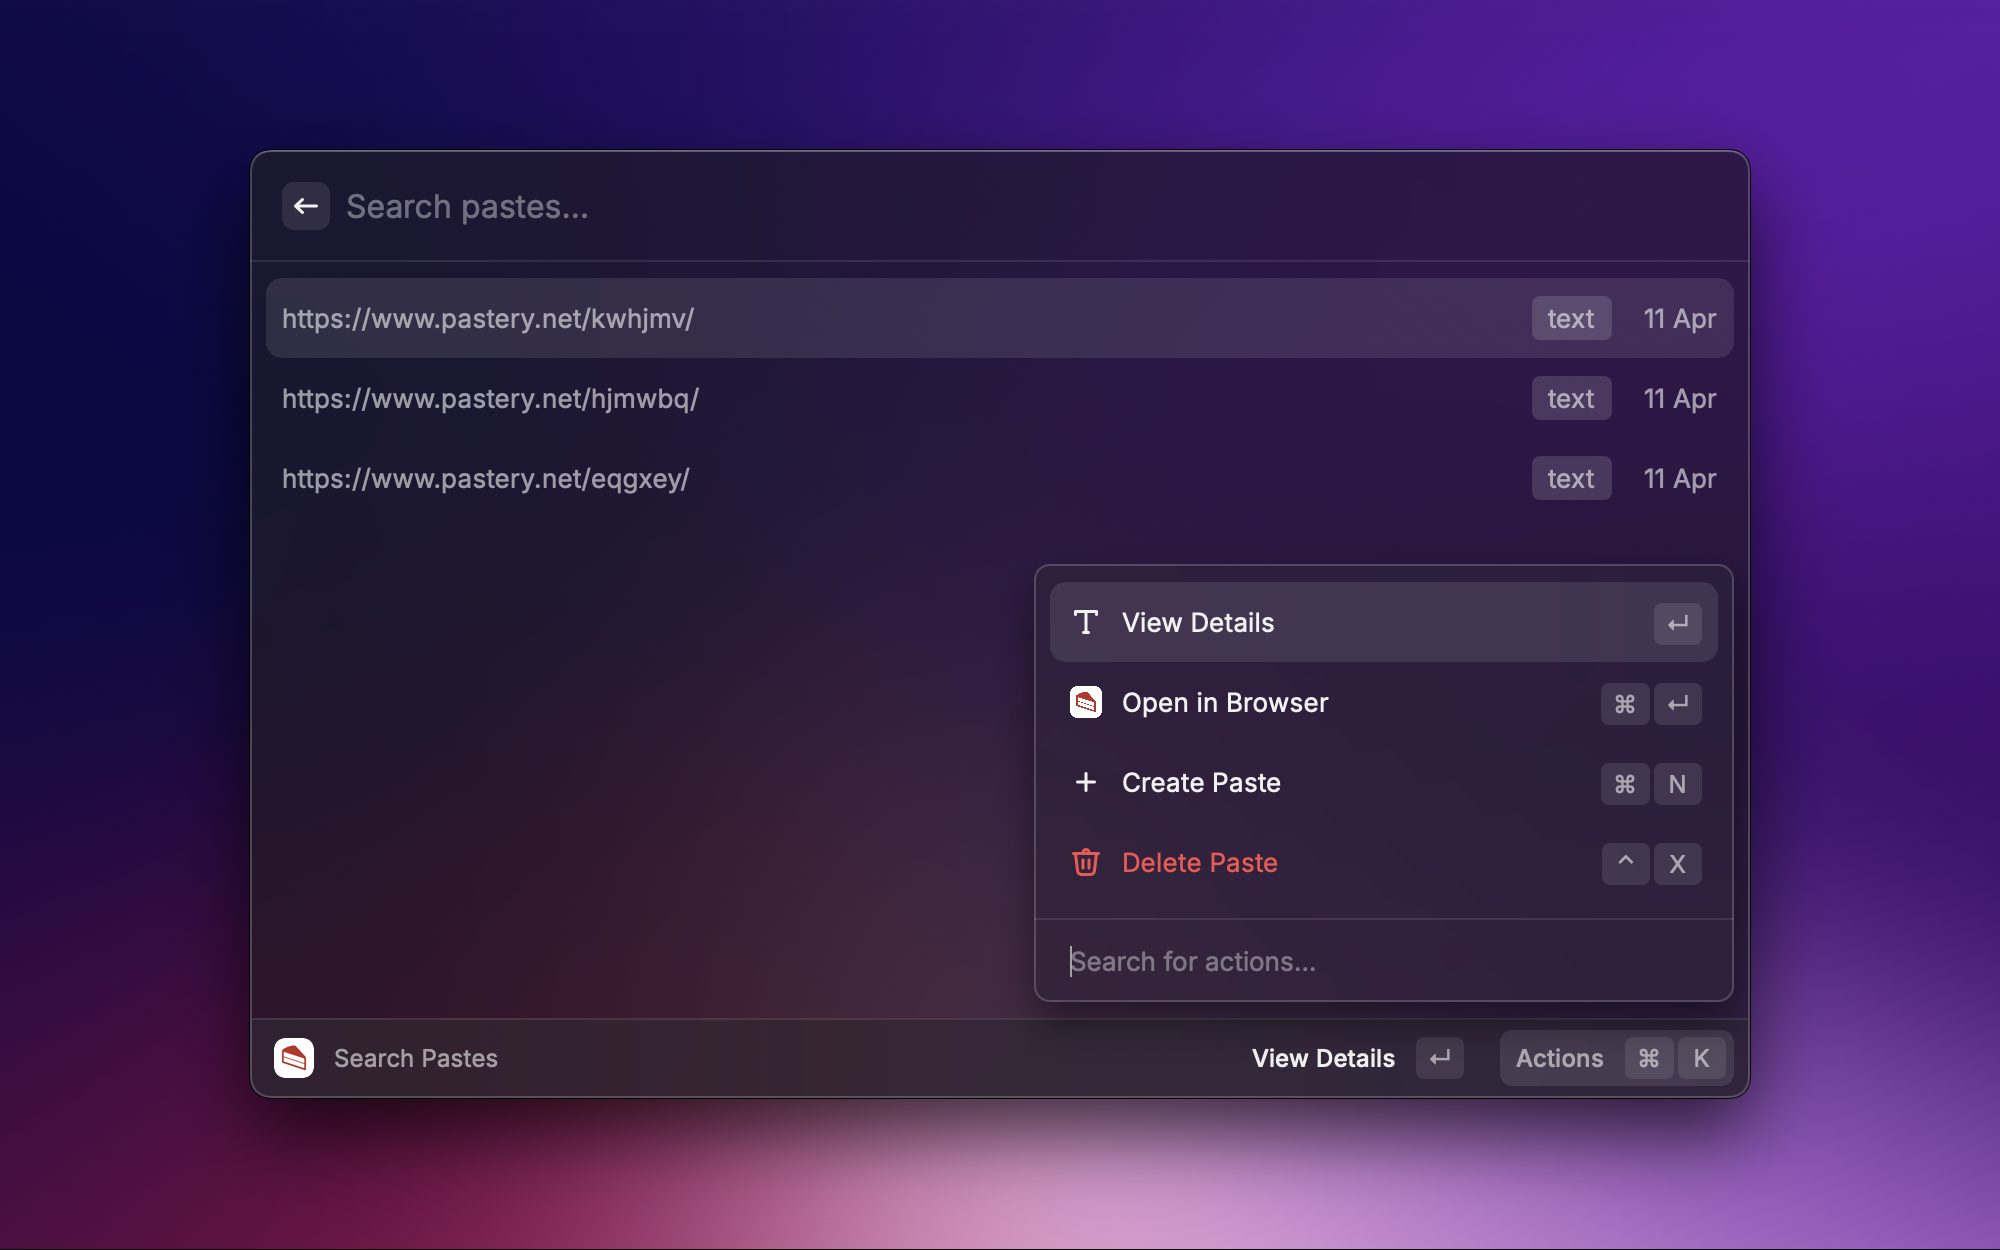 Search pastes...
https://www.pastery.net/kwhjmv/ text 11 Apr
https://www.pastery.net/hjmwbq/ text 11 Apr
https://www.pastery.net/eqgxey/ text 11 Apr
View Details ↵
Open in Browser ⌘ ↵
Create Paste ⌘ N
Delete Paste ^ X
Search for actions...
Search Pastes View Details ↵ Actions ⌘ K